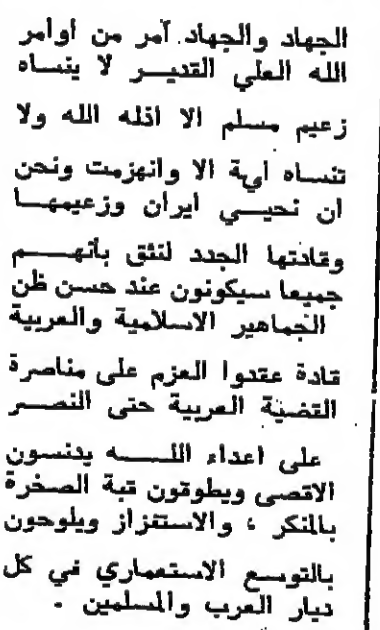 الجهاد والجهاد. آمر من اوامر
الله العلي القدير لا ينساه
زعيم مسلم الا اذله الله ولا
تنساه اية الا وانهزمت ونحن
ان نحيي ايران وزعيمها
وقادتها الجدد لنثق بأنهم
جميعا سيكونون عند حسن ظن
الجماهير الاسلامية والعربية
قادة عقدوا العزم على مناصرة
القضية العربية حتى النصر
على اعداء الله يدنسون
الاقصى ويطوقون قبة الصخرة
بالمنكر ، والاستفزاز ويلوحون
بالتوسع الاستعماري في كل
ديار العرب والمسلمين .